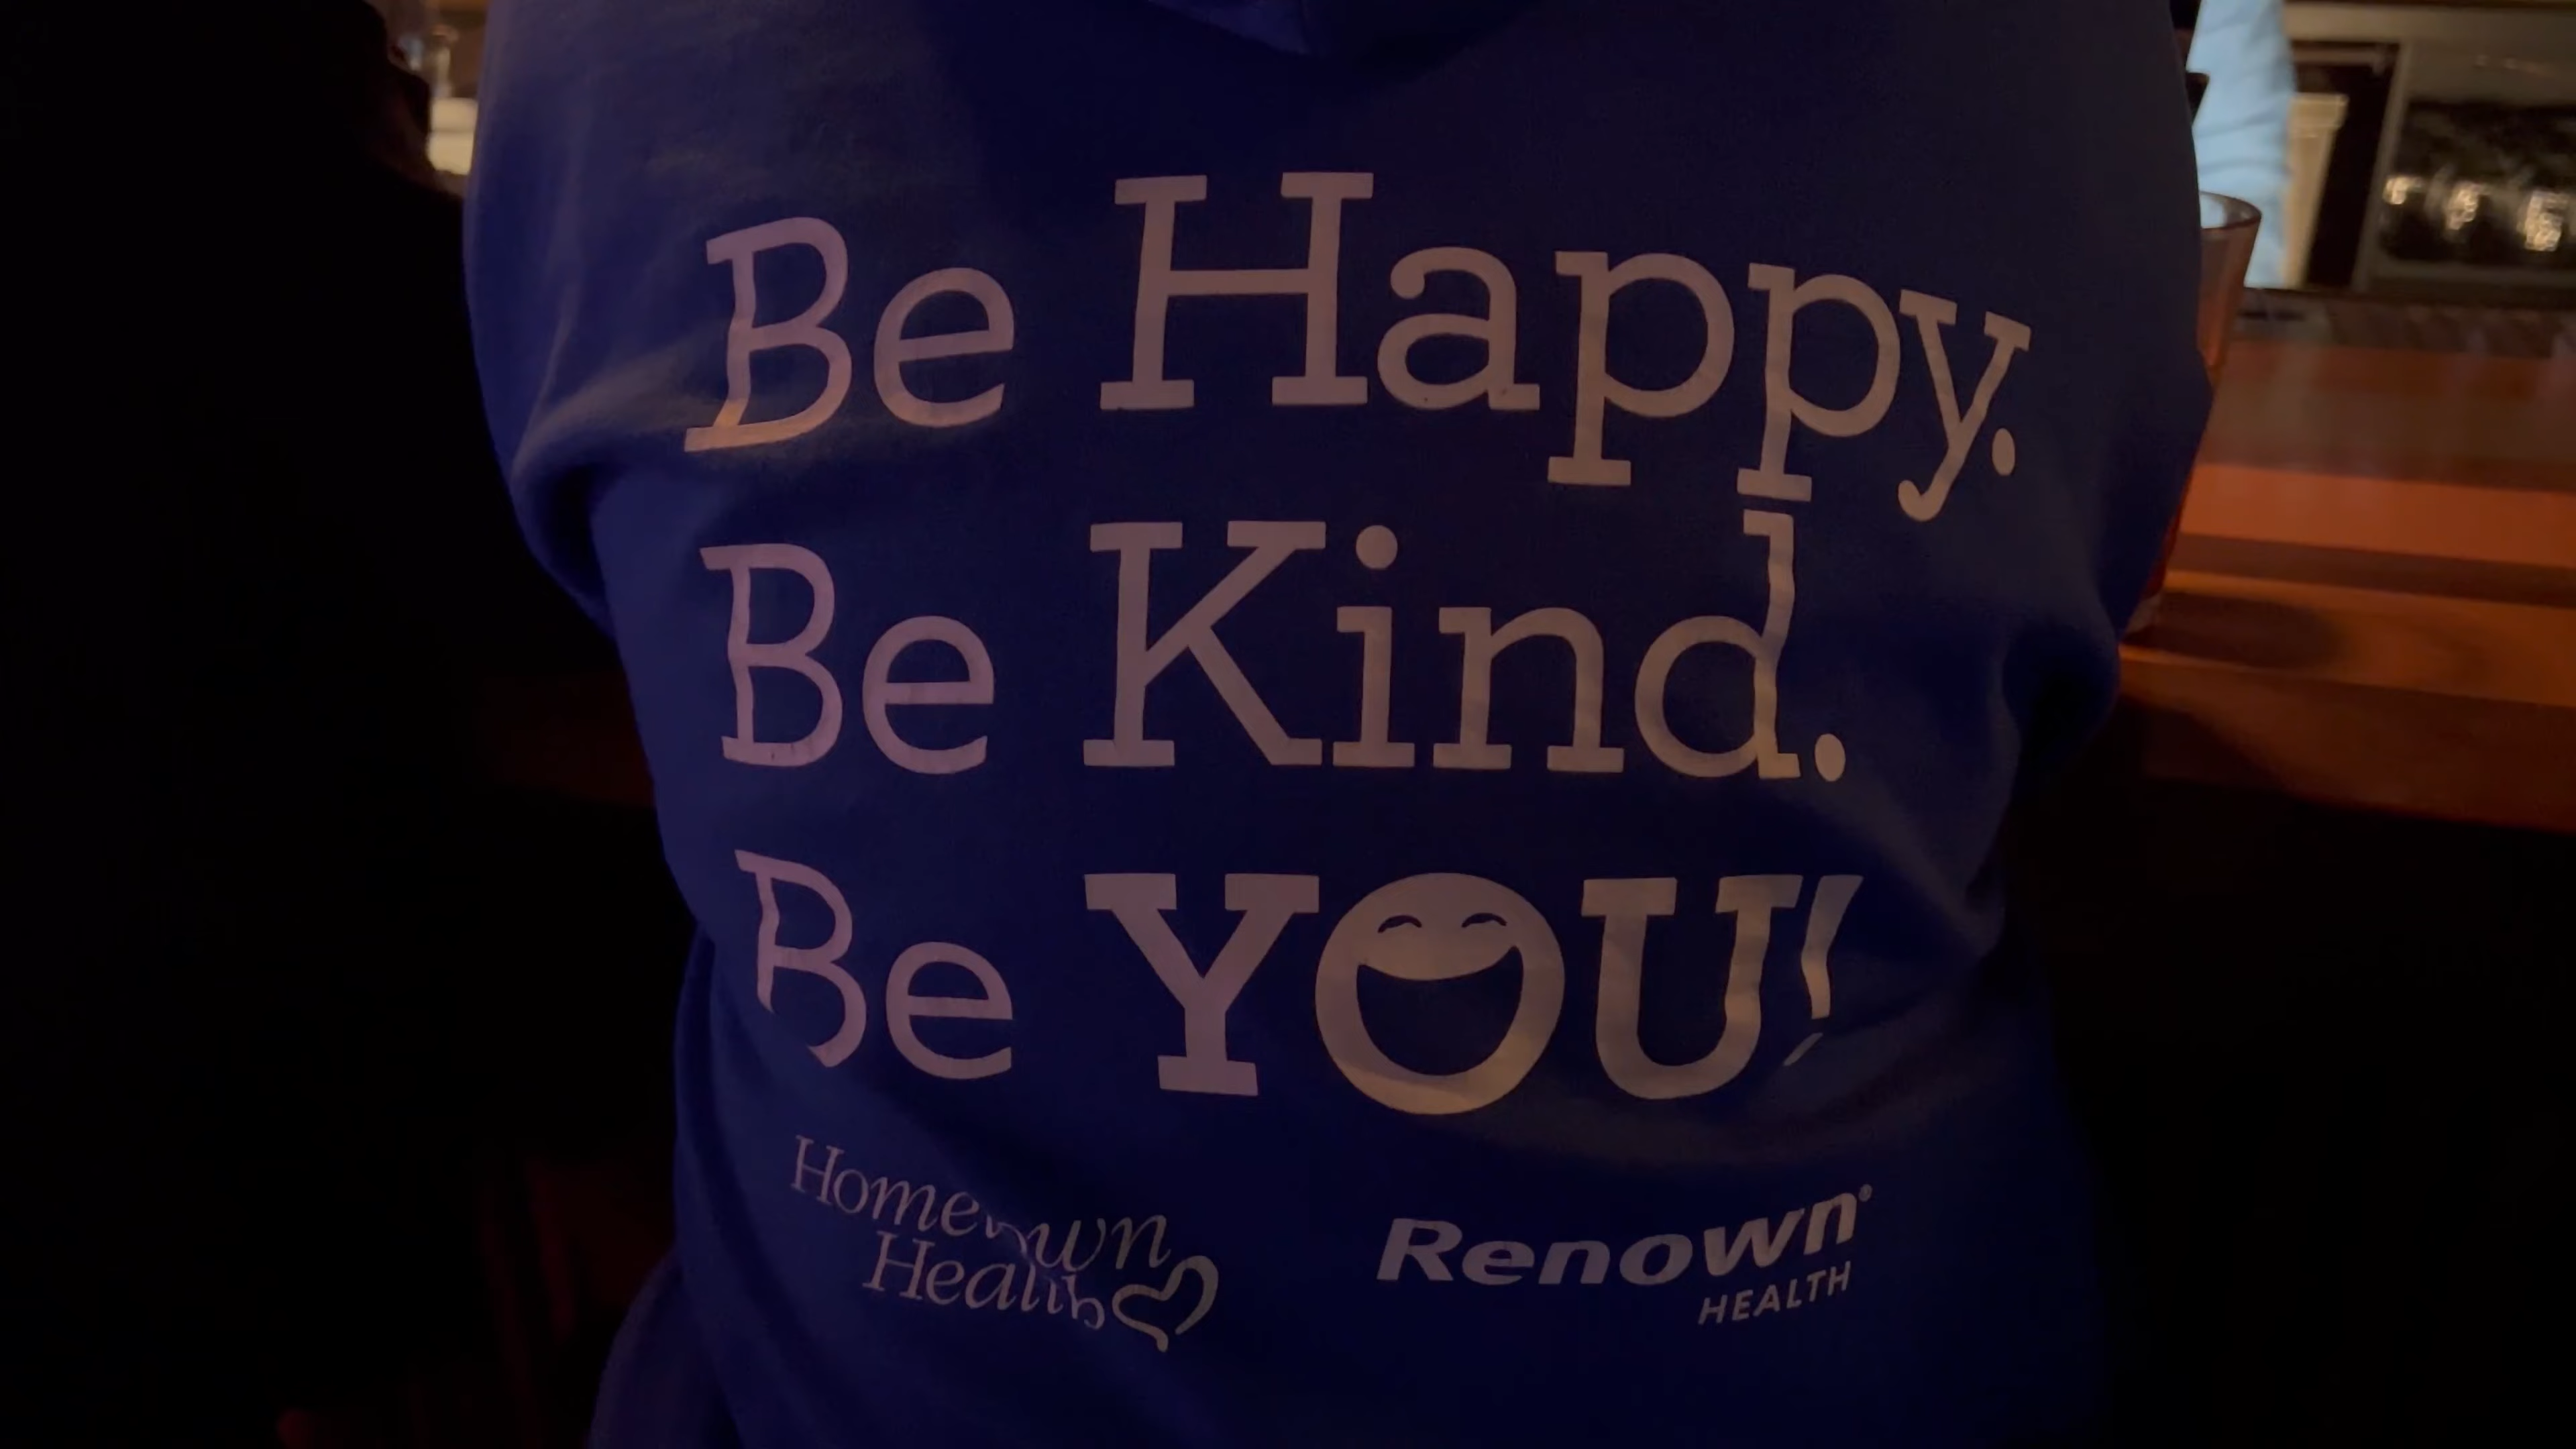 Be Happy.
Be Kind.
Be YOU!
Hometown
Health
Renown®
HEALTH